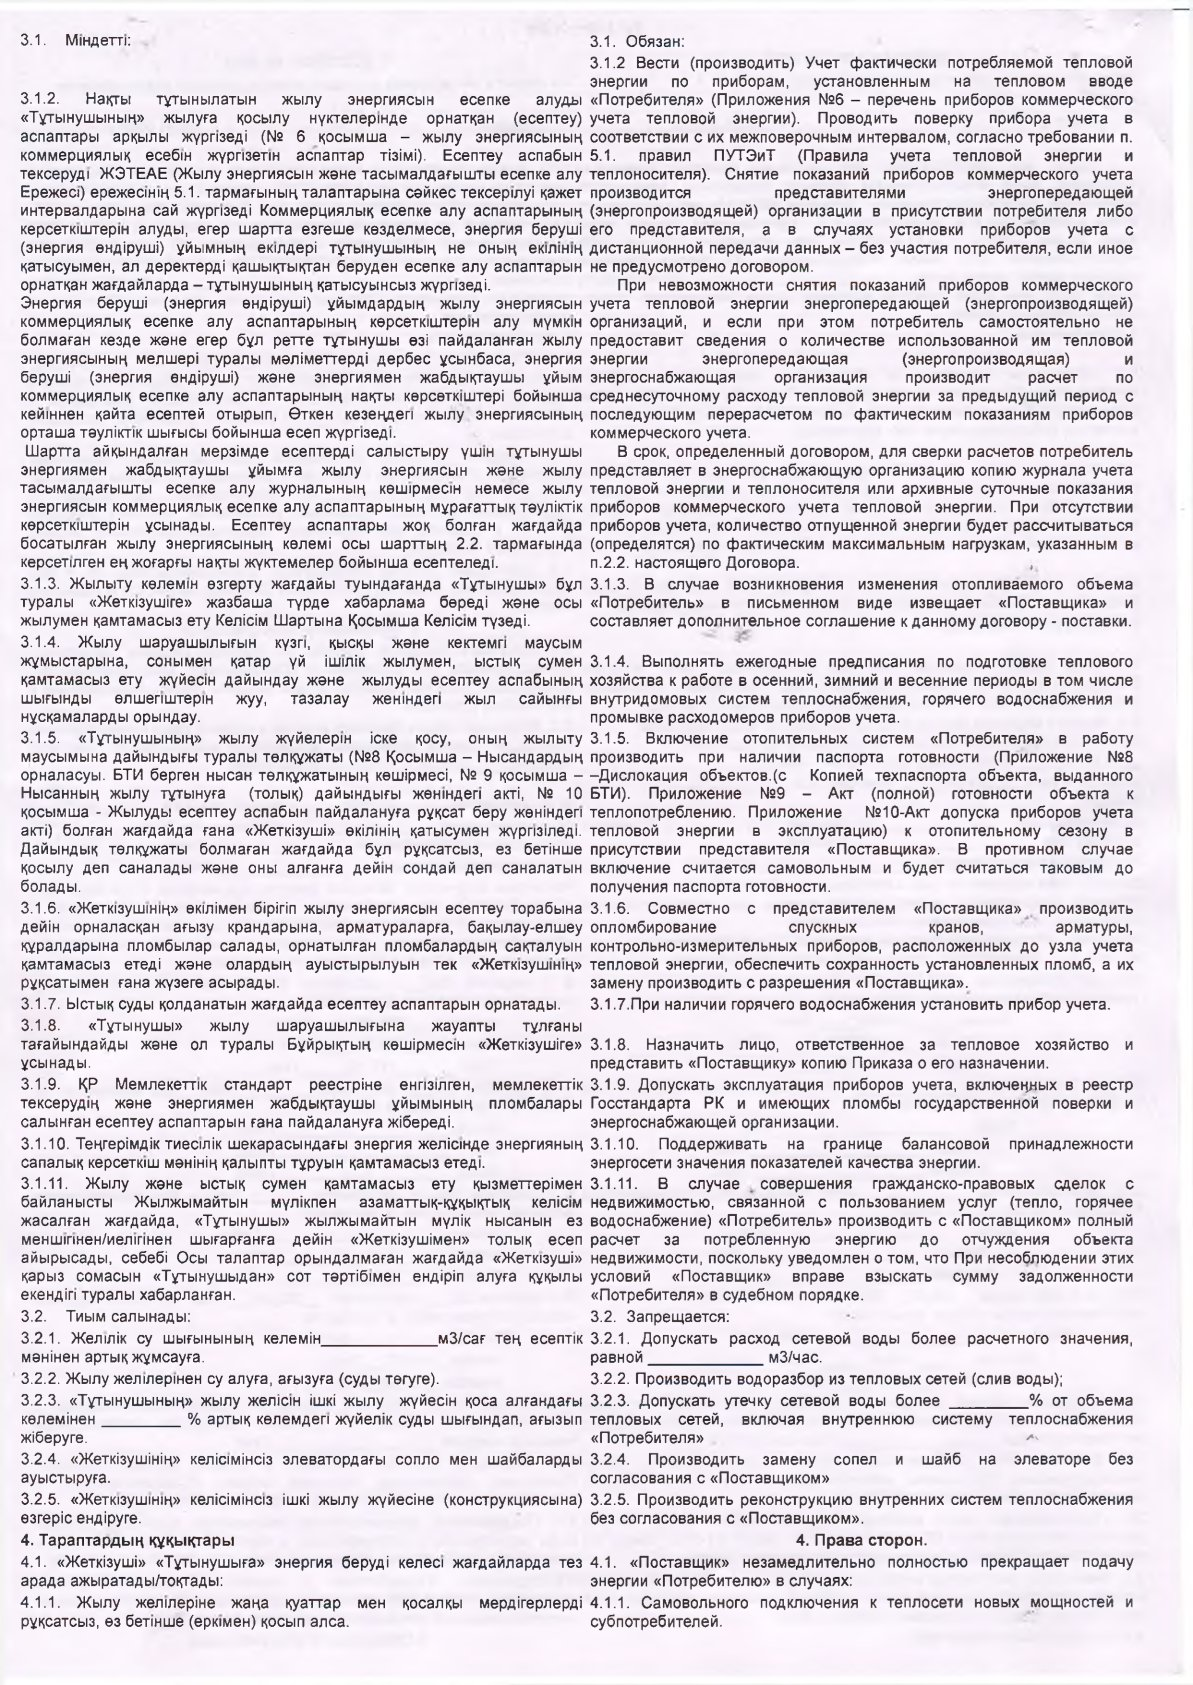 3.1. Міндетті:
3.1.2. Нақты тұтынылатын жылу энергиясын есепке алуды
«Тұтынушының» жылуға қосылу нүктелерінде орнатқан (есептеу)
аспаптары арқылы жүргізеді (№ 6 қосымша – жылу энергиясының
коммерциялық есебін жүргізетін аспаптар тізімі). Есептеу аспабын
тексеруді ЖЭТЕАЕ (Жылу энергиясын және тасымалдағышты есепке алу
Ережесі) ережесінің 5.1. тармағының талаптарына сәйкес тексерілуі қажет
интервалдарына сай жүргізеді Коммерциялық есепке алу аспаптарының
көрсеткіштерін алуды, егер шартта езгеше көзделмесе, энергия беруші
(энергия өндіруші) ұйымның екілдері тұтынушының не оның екілінің
қатысуымен, ал деректерді қашықтықтан беруден есепке алу аспаптарын
орнатқан жағдайларда – тұтынушының қатысуынсыз жүргізеді.
Энергия беруші (энергия өндіруші) ұйымдардың жылу энергиясын
коммерциялық есепке алу аспаптарының көрсеткіштерін алу мүмкін
болмаған кезде және егер бұл ретте тұтынушы өзі пайдаланған жылу
энергиясының мелшері туралы мәліметтерді дербес ұсынбаса, энергия
беруші (энергия өндіруші) және энергиямен жабдықтаушы ұйым
коммерциялық есепке алу аспаптарының нақты көрсеткіштері бойынша
кейіннен қайта есептей отырып, Өткен кезеңдегі жылу энергиясының
орташа тәуліктік шығысы бойынша есеп жүргізеді.
Шартта айқындалған мерзімде есептерді салыстыру үшін тұтынушы
энергиямен жабдықтаушы ұйымға жылу энергиясын және жылу
тасымалдағышты есепке алу журналының көшірмесін немесе жылу
энергиясын коммерциялық есепке алу аспаптарының мұрағаттық тәуліктік
көрсеткіштерін ұсынады. Есептеу аспаптары жоқ болған жағдайда
босатылған жылу энергиясының көлемі осы шарттың 2.2. тармағында
керсетілген ең жоғарғы нақты жүктемелер бойынша есептеледі.
3.1.3. Жылыту көлемін өзгерту жағдайы туындағанда «Тұтынушы» бұл
туралы «Жеткізушіге» жазбаша түрде хабарлама береді және осы
жылумен қамтамасыз ету Келісім Шартына Қосымша Келісім түзеді.
3.1.4. Жылу шаруашылығын күзгі, қысқы және кектемгі маусым
жұмыстарына, сонымен қатар үй ішілік жылумен, ыстық сумен
қамтамасыз ету жүйесін дайындау және жылуды есептеу аспабының
шығынды өлшегіштерін жуу, тазалау женіндегі жыл сайынғы
нұсқамаларды орындау.
3.1.5. «Тұтынушының» жылу жүйелерін іске қосу, оның жылыту
маусымына дайындығы туралы төлқұжаты (№8 Қосымша – Нысандардың
орналасуы. БТИ берген нысан төлқұжатының көшірмесі, № 9 қосымша –
Нысанның жылу тұтынуға (толық) дайындығы жөніндегі акті, № 10
қосымша - Жылуды есептеу аспабын пайдалануға рұқсат беру жөніндегі
акті) болған жағдайда ғана «Жеткізуші» өкілінің қатысумен жүргізіледі.
Дайындық төлқұжаты болмаған жағдайда бұл рұқсатсыз, ез бетінше
қосылу деп саналады және оны алғанға дейін сондай деп саналатын
болады.
3.1.6. «Жеткізушінің» өкілімен бірігіп жылу энергиясын есептеу торабына
дейін орналасқан ағызу крандарына, арматураларға, бақылау-елшеу
құралдарына пломбылар салады, орнатылған пломбалардың сақталуын
қамтамасыз етеді және олардың ауыстырылуын тек «Жеткізушінің»
рұқсатымен ғана жүзеге асырады.
3.1.7. Ыстық суды қолданатын жағдайда есептеу аспаптарын орнатады.
3.1.8. «Тұтынушы» жылу шаруашылығына жауапты тұлғаны
тағайындайды және ол туралы Бұйрықтың көшірмесін «Жеткізушіге»
ұсынады.
3.1.9. ҚР Мемлекеттік стандарт реестріне енгізілген, мемлекеттік
тексерудің және энергиямен жабдықтаушы ұйымының пломбалары
салынған есептеу аспаптарын ғана пайдалануға жібереді.
3.1.10. Теңгерімдік тиесілік шекарасындағы энергия желісінде энергияның
сапалық керсеткіш мәнінің қалыпты тұруын қамтамасыз етеді.
3.1.11. Жылу және ыстық сумен қамтамасыз ету қызметтерімен
байланысты Жылжымайтын мүлікпен азаматтық-құқықтық келісім
жасалған жағдайда, «Тұтынушы» жылжымайтын мүлік нысанын ез
меншігінен/иелігінен шығарғанға дейін «Жеткізушімен» толық есеп
айырысады, себебі Осы талаптар орындалмаған жағдайда «Жеткізуші»
қарыз сомасын «Тұтынушыдан» сот тәртібімен ендіріп алуға құқылы
екендігі туралы хабарланған.
3.2. Тиым салынады:
3.2.1. Желілік су шығынының келемін_____________м3/сағ тең есептік
мәнінен артық жұмсауға.
3.2.2. Жылу желілерінен су алуға, ағызуға (суды төгуге).
3.2.3. «Тұтынушының» жылу желісін ішкі жылу жүйесін қоса алғандағы
көлемінен _________ % артық көлемдегі жүйелік суды шығындап, ағызып
жіберуге.
3.2.4. «Жеткізушінің» келісімінсіз элеватордағы сопло мен шайбаларды
ауыстыруға.
3.2.5. «Жеткізушінің» келісімінсіз ішкі жылу жүйесіне (конструкциясына)
өзгеріс ендіруге.
4. Тараптардың құқықтары
4.1. «Жеткізуші» «Тұтынушыға» энергия беруді келесі жағдайларда тез
арада ажыратады/тоқтады:
4.1.1. Жылу желілеріне жаңа қуаттар мен қосалқы мердігерлерді
рұқсатсыз, өз бетінше (еркімен) қосып алса.
3.1. Обязан:
3.1.2 Вести (производить) Учет фактически потребляемой тепловой
энергии по приборам, установленным на тепловом вводе
«Потребителя» (Приложения №6 – перечень приборов коммерческого
учета тепловой энергии). Проводить поверку прибора учета в
соответствии с их межповерочным интервалом, согласно требовании п.
5.1. правил ПУТЭиТ (Правила учета тепловой энергии и
теплоносителя). Снятие показаний приборов коммерческого учета
производится представителями энергопередающей
(энергопроизводящей) организации в присутствии потребителя либо
его представителя, а в случаях установки приборов учета с
дистанционной передачи данных – без участия потребителя, если иное
не предусмотрено договором.
При невозможности снятия показаний приборов коммерческого
учета тепловой энергии энергопередающей (энергопроизводящей)
организаций, и если при этом потребитель самостоятельно не
предоставит сведения о количестве использованной им тепловой
энергии энергопередающая (энергопроизводящая) и
энергоснабжающая организация производит расчет по
среднесуточному расходу тепловой энергии за предыдущий период с
последующим перерасчетом по фактическим показаниям приборов
коммерческого учета.
В срок, определенный договором, для сверки расчетов потребитель
представляет в энергоснабжающую организацию копию журнала учета
тепловой энергии и теплоносителя или архивные суточные показания
приборов коммерческого учета тепловой энергии. При отсутствии
приборов учета, количество отпущенной энергии будет рассчитываться
(определятся) по фактическим максимальным нагрузкам, указанным в
п.2.2. настоящего Договора.
3.1.3. В случае возникновения изменения отопливаемого объема
«Потребитель» в письменном виде извещает «Поставщика» и
составляет дополнительное соглашение к данному договору - поставки.
3.1.4. Выполнять ежегодные предписания по подготовке теплового
хозяйства к работе в осенний, зимний и весенние периоды в том числе
внутридомовых систем теплоснабжения, горячего водоснабжения и
промывке расходомеров приборов учета.
3.1.5. Включение отопительных систем «Потребителя» в работу
производить при наличии паспорта готовности (Приложение №8
–Дислокация объектов.(с Копией техпаспорта объекта, выданного
БТИ). Приложение №9 – Акт (полной) готовности объекта к
теплопотреблению. Приложение №10-Акт допуска приборов учета
тепловой энергии в эксплуатацию) к отопительному сезону в
присутствии представителя «Поставщика». В противном случае
включение считается самовольным и будет считаться таковым до
получения паспорта готовности.
3.1.6. Совместно с представителем «Поставщика» производить
опломбирование спускных кранов, арматуры,
контрольно-измерительных приборов, расположенных до узла учета
тепловой энергии, обеспечить сохранность установленных пломб, а их
замену производить с разрешения «Поставщика».
3.1.7.При наличии горячего водоснабжения установить прибор учета.
3.1.8. Назначить лицо, ответственное за тепловое хозяйство и
представить «Поставщику» копию Приказа о его назначении.
3.1.9. Допускать эксплуатация приборов учета, включенных в реестр
Госстандарта РК и имеющих пломбы государственной поверки и
энергоснабжающей организации.
3.1.10. Поддерживать на границе балансовой принадлежности
энергосети значения показателей качества энергии.
3.1.11. В случае совершения гражданско-правовых сделок с
недвижимостью, связанной с пользованием услуг (тепло, горячее
водоснабжение) «Потребитель» производить с «Поставщиком» полный
расчет за потребленную энергию до отчуждения объекта
недвижимости, поскольку уведомлен о том, что При несоблюдении этих
условий «Поставщик» вправе взыскать сумму задолженности
«Потребителя» в судебном порядке.
3.2. Запрещается:
3.2.1. Допускать расход сетевой воды более расчетного значения,
равной _____________ м3/час.
3.2.2. Производить водоразбор из тепловых сетей (слив воды);
3.2.3. Допускать утечку сетевой воды более _________% от объема
тепловых сетей, включая внутреннюю систему теплоснабжения
«Потребителя»
3.2.4. Производить замену сопел и шайб на элеваторе без
согласования с «Поставщиком»
3.2.5. Производить реконструкцию внутренних систем теплоснабжения
без согласования с «Поставщиком».
4. Права сторон.
4.1. «Поставщик» незамедлительно полностью прекращает подачу
энергии «Потребителю» в случаях:
4.1.1. Самовольного подключения к теплосети новых мощностей и
субпотребителей.